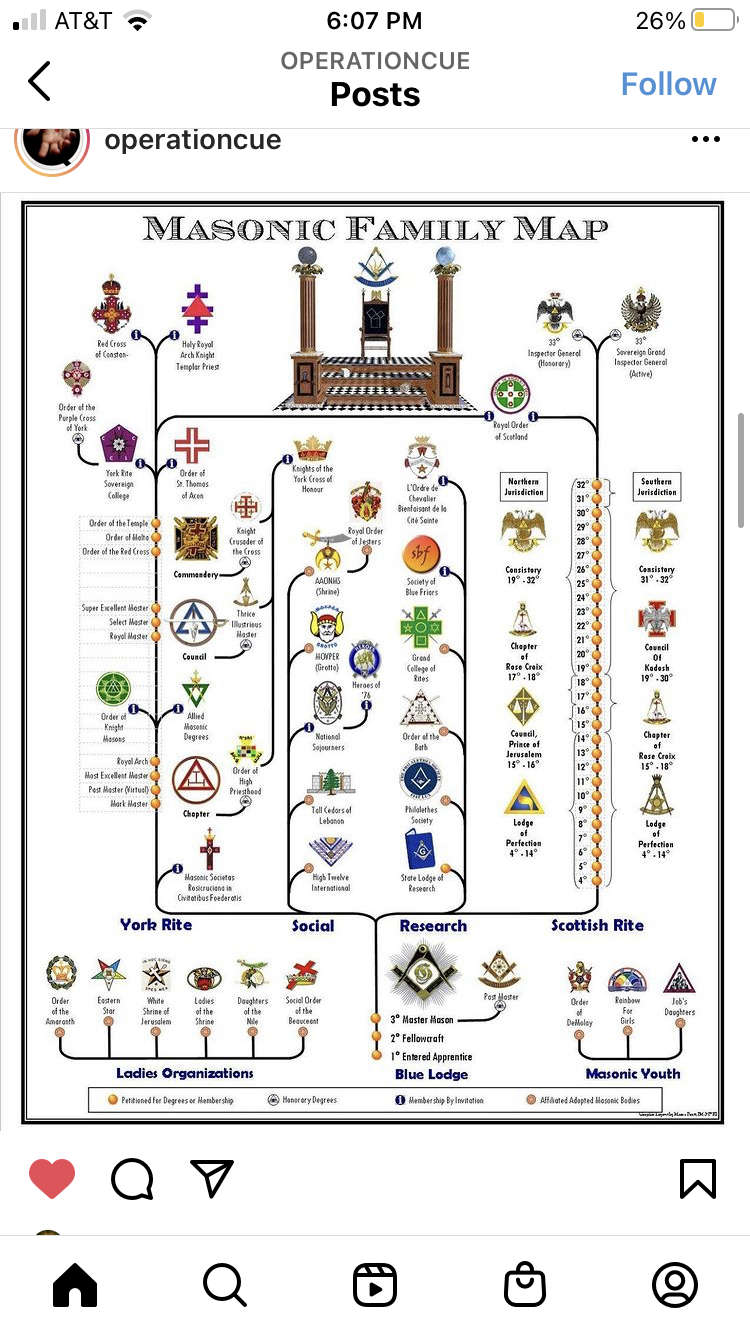 AT&T
6:07 PM
26%
OPERATIONCUE
Posts
Follow
operationcue
MASONIC FAMILY MAP
Red Cross
of Constan-
Holy Royal
Arch Knight
Templar Priest
33°
Inspector General
(Honorary)
33°
Sovereign Grand
Inspector General
(Active)
Order of the
Purple Cross
of York
Royal Order
of Scotland
York Rite
Sovereign
College
Order of
St. Thomas
of Acon
Knights of the
York Cross of
Honour
L'Ordre de
Chevalier
Bienfaisant de la
Cité Sainte
Northern
Jurisdiction
Southern
Jurisdiction
32°
31°
30°
29°
28°
27°
26°
25°
24°
23°
22°
21°
20°
19°
18°
17°
16°
15°
14°
13°
12°
11°
10°
9°
8°
7°
6°
5°
4°
Order of the Temple
Order of Malta
Order of the Red Cross
Commandery
Knight
Crusader of
the Cross
Royal Order
of Jesters
AAONMS
(Shrine)
sbf
Society of
Blue Friars
Consistory
19° - 32°
Consistory
31° - 32°
Super Excellent Master
Select Master
Royal Master
Council
Thrice
Illustrious
Master
GROTTO
MOVPER
(Grotto)
Heroes of
'76
Grand
College of
Rites
Chapter
of
Rose Croix
17° - 18°
Council
Of
Kadosh
19° - 30°
Order of
Knight
Masons
Allied
Masonic
Degrees
National
Sojourners
Order of the
Bath
Council,
Prince of
Jerusalem
15° - 16°
Chapter
of
Rose Croix
15° - 18°
Royal Arch
Most Excellent Master
Past Master (Virtual)
Mark Master
Chapter
Order of
High
Priesthood
Tall Cedars of
Lebanon
Philalethes
Society
Lodge
of
Perfection
4° - 14°
Lodge
of
Perfection
4° - 14°
Masonic Societas
Rosicruciana in
Civitatibus Foederatis
High Twelve
International
G
State Lodge of
Research
York Rite
Social
Research
Scottish Rite
Order
of the
Amaranth
Eastern
Star
White
Shrine of
Jerusalem
Ladies
of the
Shrine
Daughters
of the
Nile
Social Order
of the
Beauceant
G
Past Master
3° Master Mason
2° Fellowcraft
1° Entered Apprentice
Order
of
DeMolay
Rainbow
For
Girls
Job's
Daughters
Ladies Organizations
Blue Lodge
Masonic Youth
Petitioned for Degrees or Membership
Honorary Degrees
Membership By Invitation
Affiliated Adopted Masonic Bodies